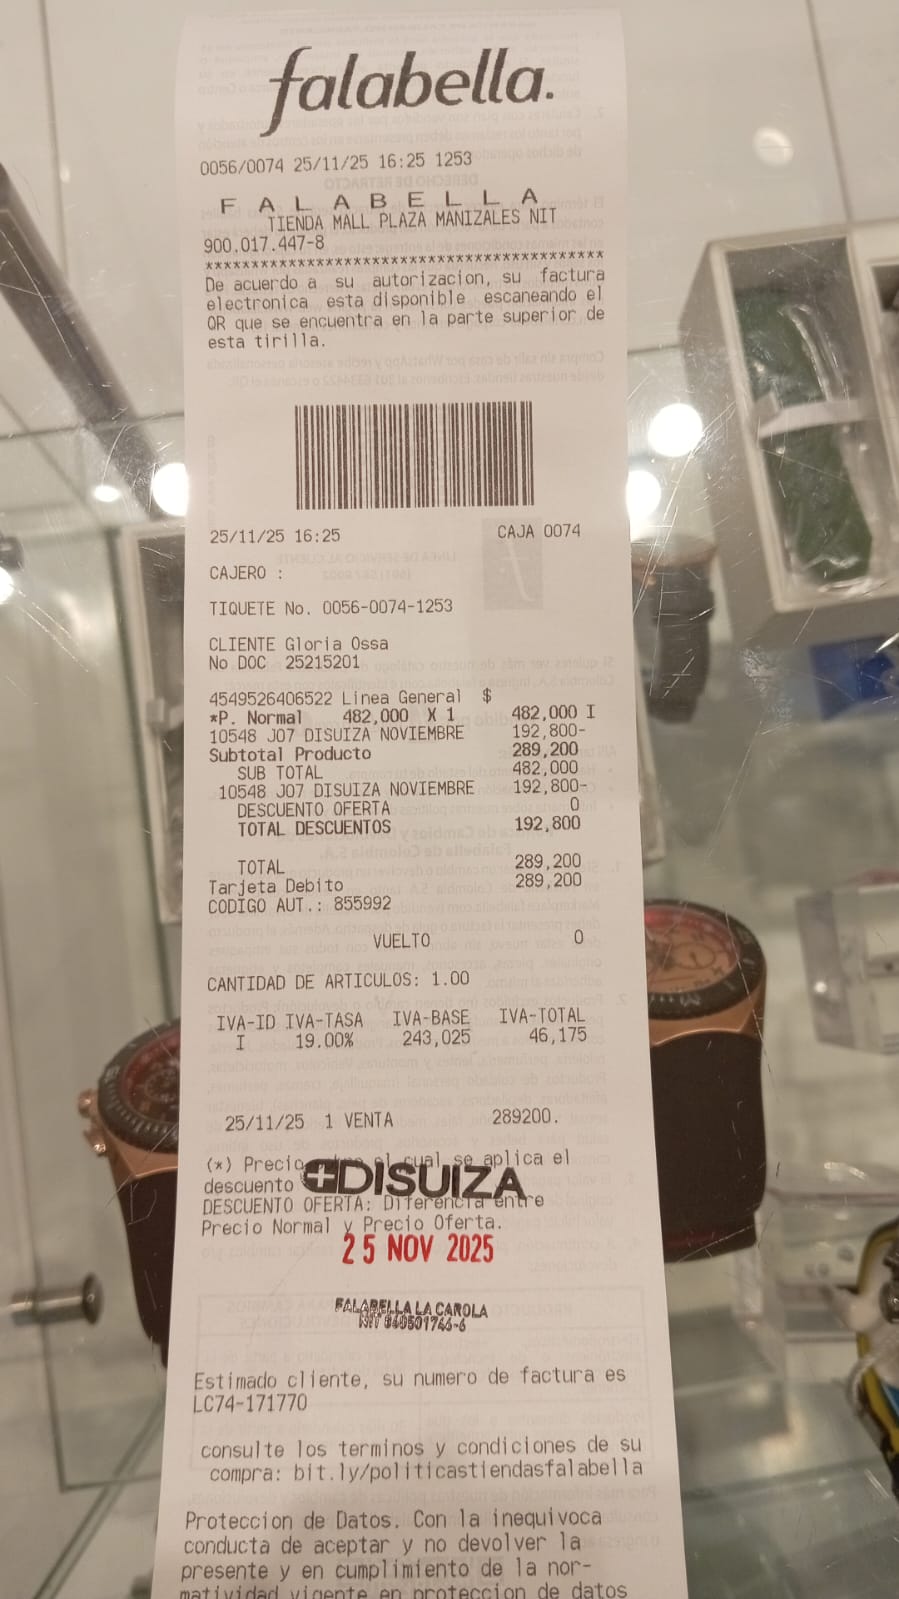 falabella.
0056/0074 25/11/25 16:25 1253
F A L A B E L L A
TIENDA MALL PLAZA MANIZALES NIT
900.017.447-8
*******************************************
De acuerdo a su autorizacion, su factura
electronica esta disponible escaneando el
QR que se encuentra en la parte superior de
esta tirilla.
25/11/25 16:25 CAJA 0074
CAJERO :
TIQUETE No. 0056-0074-1253
CLIENTE Gloria Ossa
No DOC 25215201
4549526406522 Linea General $
*P. Normal 482,000 X 1 482,000 I
10548 J07 DISUIZA NOVIEMBRE 192,800-
Subtotal Producto 289,200
SUB TOTAL 482,000
10548 J07 DISUIZA NOVIEMBRE 192,800-
DESCUENTO OFERTA 0
TOTAL DESCUENTOS 192,800
TOTAL 289,200
Tarjeta Debito 289,200
CODIGO AUT.: 855992
VUELTO 0
CANTIDAD DE ARTICULOS: 1.00
IVA-ID IVA-TASA IVA-BASE IVA-TOTAL
I 19.00% 243,025 46,175
25/11/25 1 VENTA 289200.
(*) Precio el cual se aplica el
descuento
DISUIZA
DESCUENTO OFERTA: Diferencia entre
Precio Normal y Precio Oferta.
25 NOV 2025
FALABELLA LA CAROLA
NIT
Estimado cliente, su numero de factura es
LC74-171770
consulte los terminos y condiciones de su
compra: bit.ly/politicastiendasfalabella
Proteccion de Datos. Con la inequivoca
conducta de aceptar y no devolver la
presente y en cumplimiento de la nor-
matividad vigente en proteccion de datos